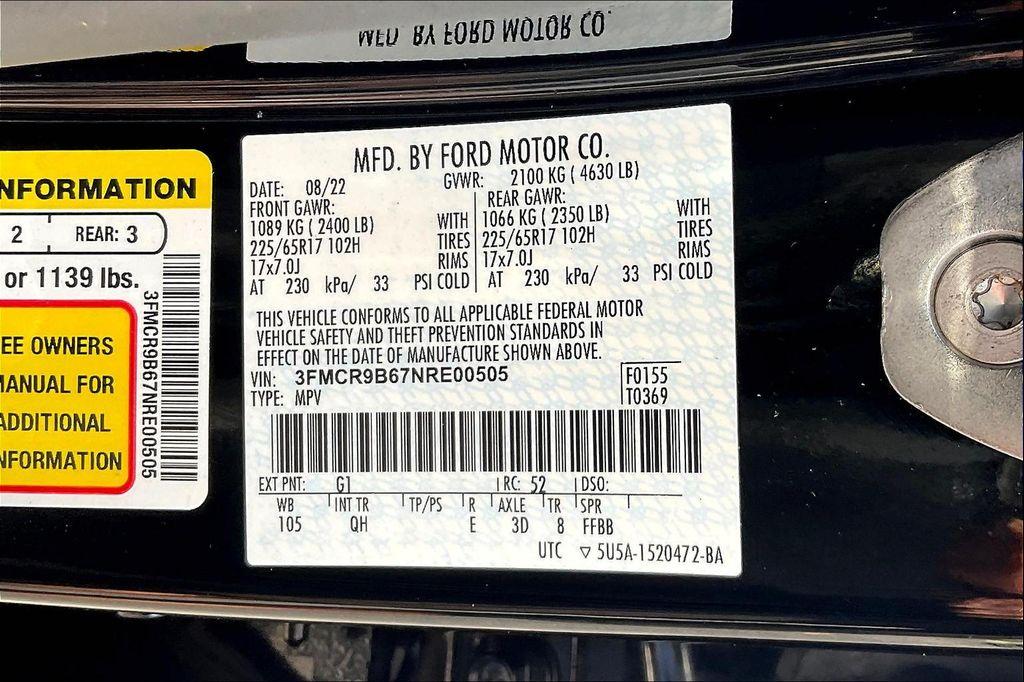 MFD. BY FORD MOTOR CO.
NFORMATION
2 REAR: 3
or 1139 lbs.
EE OWNERS
MANUAL FOR
ADDITIONAL
NFORMATION
3FMCR9B67NRE00505
MFD. BY FORD MOTOR CO.
DATE: 08/22 GVWR: 2100 KG ( 4630 LB)
FRONT GAWR: REAR GAWR:
1089 KG ( 2400 LB) WITH 1066 KG ( 2350 LB) WITH
225/65R17 102H TIRES 225/65R17 102H TIRES
17x7.0J RIMS 17x7.0J RIMS
AT 230 kPa/ 33 PSI COLD AT 230 kPa/ 33 PSI COLD
THIS VEHICLE CONFORMS TO ALL APPLICABLE FEDERAL MOTOR
VEHICLE SAFETY AND THEFT PREVENTION STANDARDS IN
EFFECT ON THE DATE OF MANUFACTURE SHOWN ABOVE.
VIN: 3FMCR9B67NRE00505 F0155
TYPE: MPV T0369
EXT PNT: G1 RC: 52 DSO:
WB INT TR TP/PS R AXLE TR SPR
105 QH E 3D 8 FFBB
UTC ▽ 5U5A-1520472-BA